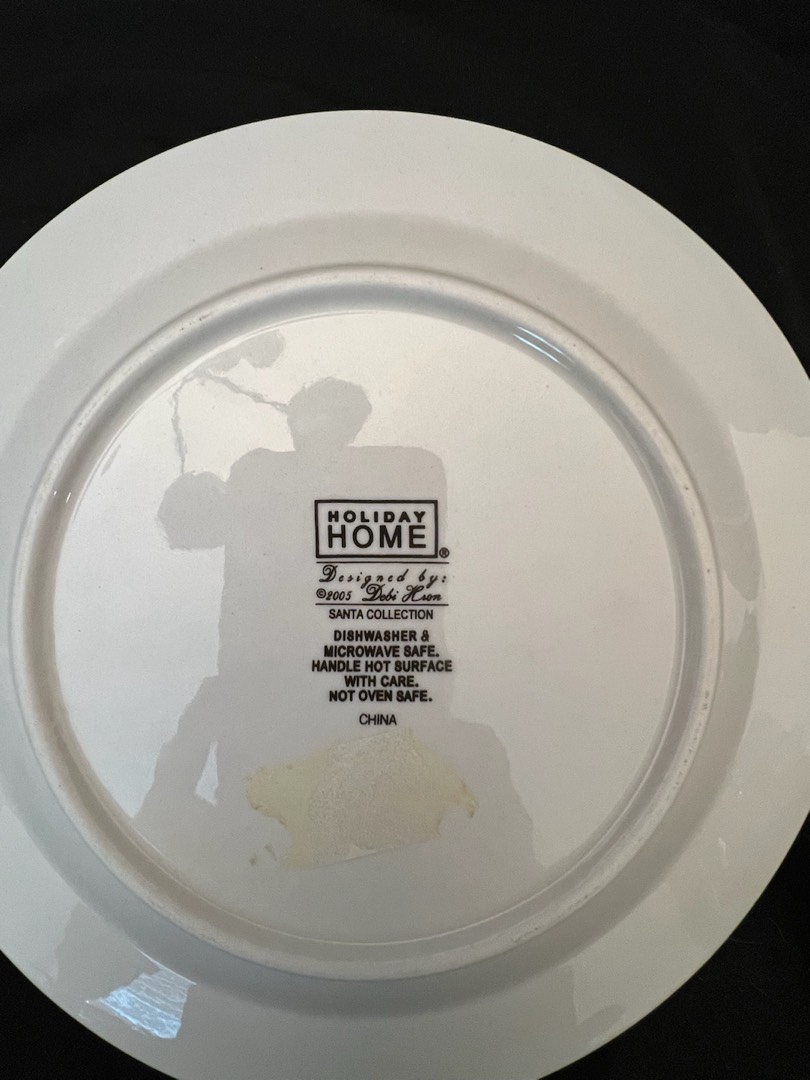 HOLIDAY
HOME®
Designed by:
©2005 Debi Hron
SANTA COLLECTION
DISHWASHER &
MICROWAVE SAFE.
HANDLE HOT SURFACE
WITH CARE.
NOT OVEN SAFE.
CHINA